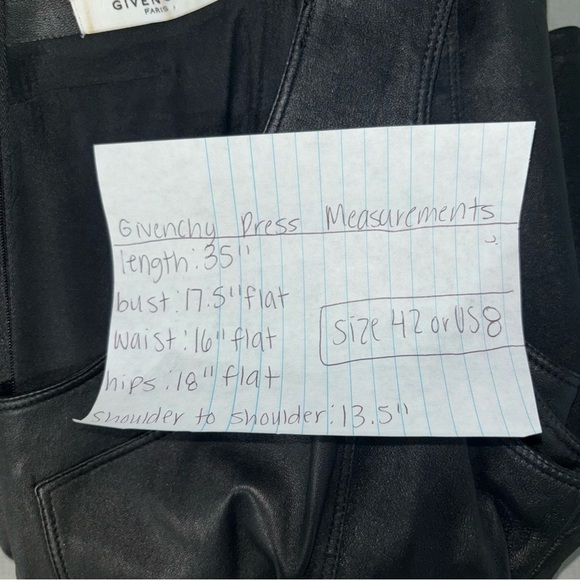 GIVEN
PARIS
Givenchy Dress Measurements
length: 35"
bust: 17.5" flat
waist: 16" flat
size 42 or US8
hips: 18" flat
shoulder to shoulder: 13.5"